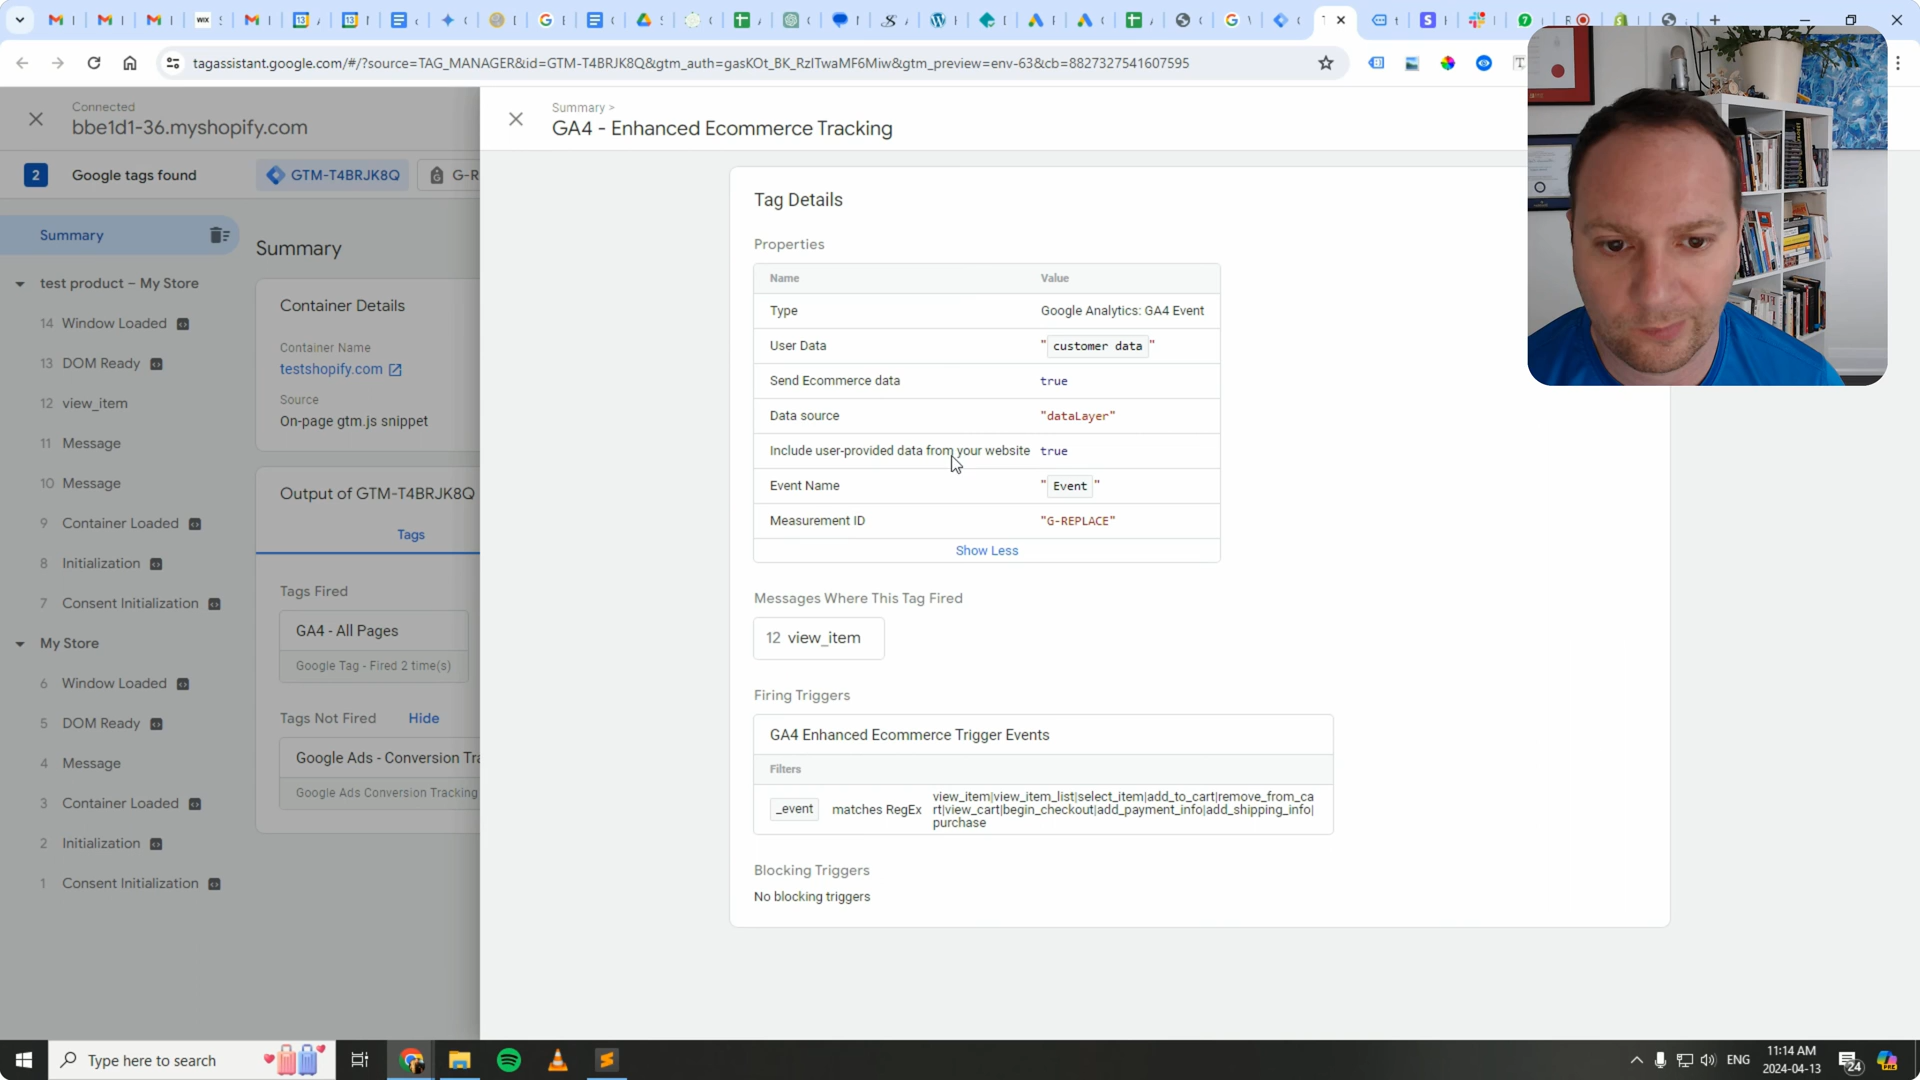 tagassistant.google.com/#/?source=TAG_MANAGER&id=GTM-T4BRJK8Q&gtm_auth=gasKOt_BK_RzITwaMF6Miw&gtm_preview=env-63&cb=8827327541607595
Connected
bbe1d1-36.myshopify.com
2
Google tags found
GTM-T4BRJK8Q
G-R
Summary
test product – My Store
14 Window Loaded
13 DOM Ready
12 view_item
11 Message
10 Message
9 Container Loaded
8 Initialization
7 Consent Initialization
My Store
6 Window Loaded
5 DOM Ready
4 Message
3 Container Loaded
2 Initialization
1 Consent Initialization
Summary
Container Details
Container Name
testshopify.com
Source
On-page gtm.js snippet
Output of GTM-T4BRJK8Q
Tags
Tags Fired
GA4 - All Pages
Google Tag - Fired 2 time(s)
Tags Not Fired Hide
Google Ads - Conversion Tra
Google Ads Conversion Tracking
Summary >
GA4 - Enhanced Ecommerce Tracking
Tag Details
Properties
Name Value
Type Google Analytics: GA4 Event
User Data " customer data "
Send Ecommerce data true
Data source "dataLayer"
Include user-provided data from your website true
Event Name " Event "
Measurement ID "G-REPLACE"
Show Less
Messages Where This Tag Fired
12 view_item
Firing Triggers
GA4 Enhanced Ecommerce Trigger Events
Filters
_event matches RegEx view_item|view_item_list|select_item|add_to_cart|remove_from_ca
rt|view_cart|begin_checkout|add_payment_info|add_shipping_info|
purchase
Blocking Triggers
No blocking triggers
Type here to search
ENG
11:14 AM
2024-04-13
24